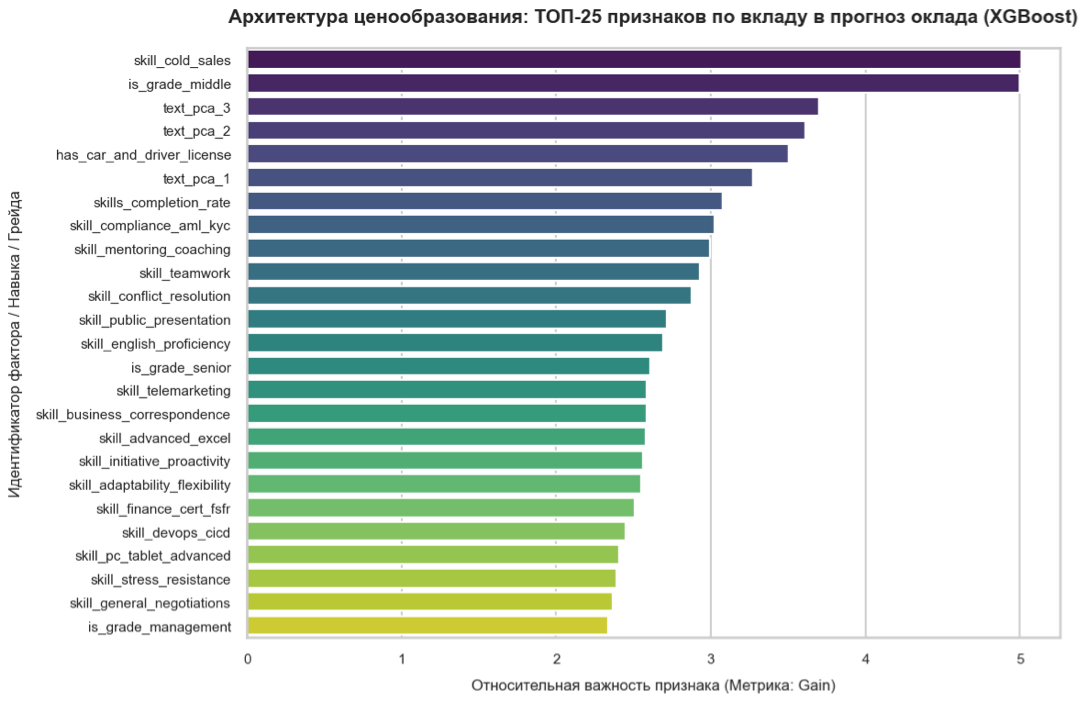 Архитектура ценообразования: ТОП-25 признаков по вкладу в прогноз оклада (XGBoost)
Идентификатор фактора / Навыка / Грейда
skill_cold_sales
is_grade_middle
text_pca_3
text_pca_2
has_car_and_driver_license
text_pca_1
skills_completion_rate
skill_compliance_aml_kyc
skill_mentoring_coaching
skill_teamwork
skill_conflict_resolution
skill_public_presentation
skill_english_proficiency
is_grade_senior
skill_telemarketing
skill_business_correspondence
skill_advanced_excel
skill_initiative_proactivity
skill_adaptability_flexibility
skill_finance_cert_fsfr
skill_devops_cicd
skill_pc_tablet_advanced
skill_stress_resistance
skill_general_negotiations
is_grade_management
0 1 2 3 4 5
Относительная важность признака (Метрика: Gain)